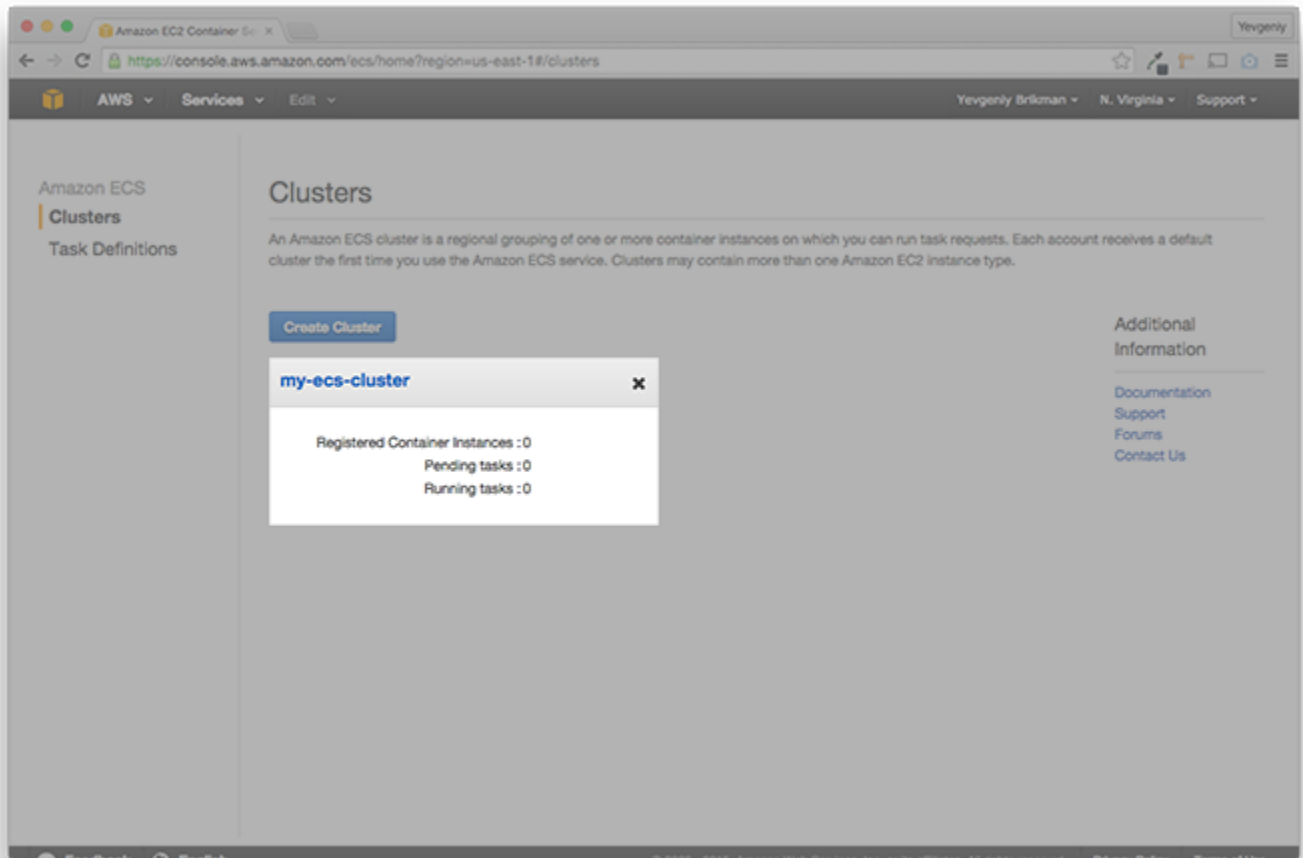 Amazon EC2 Container Se
Yevgeniy
https://console.aws.amazon.com/ecs/home?region=us-east-1#/clusters
AWS Services Edit Yevgeniy Brikman N. Virginia Support
Amazon ECS
Clusters
Task Definitions
Clusters
An Amazon ECS cluster is a regional grouping of one or more container instances on which you can run task requests. Each account receives a default
cluster the first time you use the Amazon ECS service. Clusters may contain more than one Amazon EC2 instance type.
Create Cluster
my-ecs-cluster
Registered Container Instances : 0
Pending tasks : 0
Running tasks : 0
Additional
Information
Documentation
Support
Forums
Contact Us